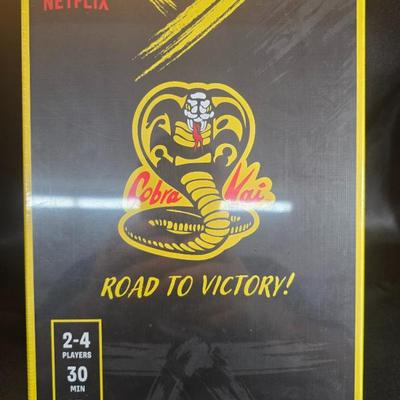 NETFLIX
Cobra Kai
ROAD TO VICTORY!
2-4
PLAYERS
30
MIN